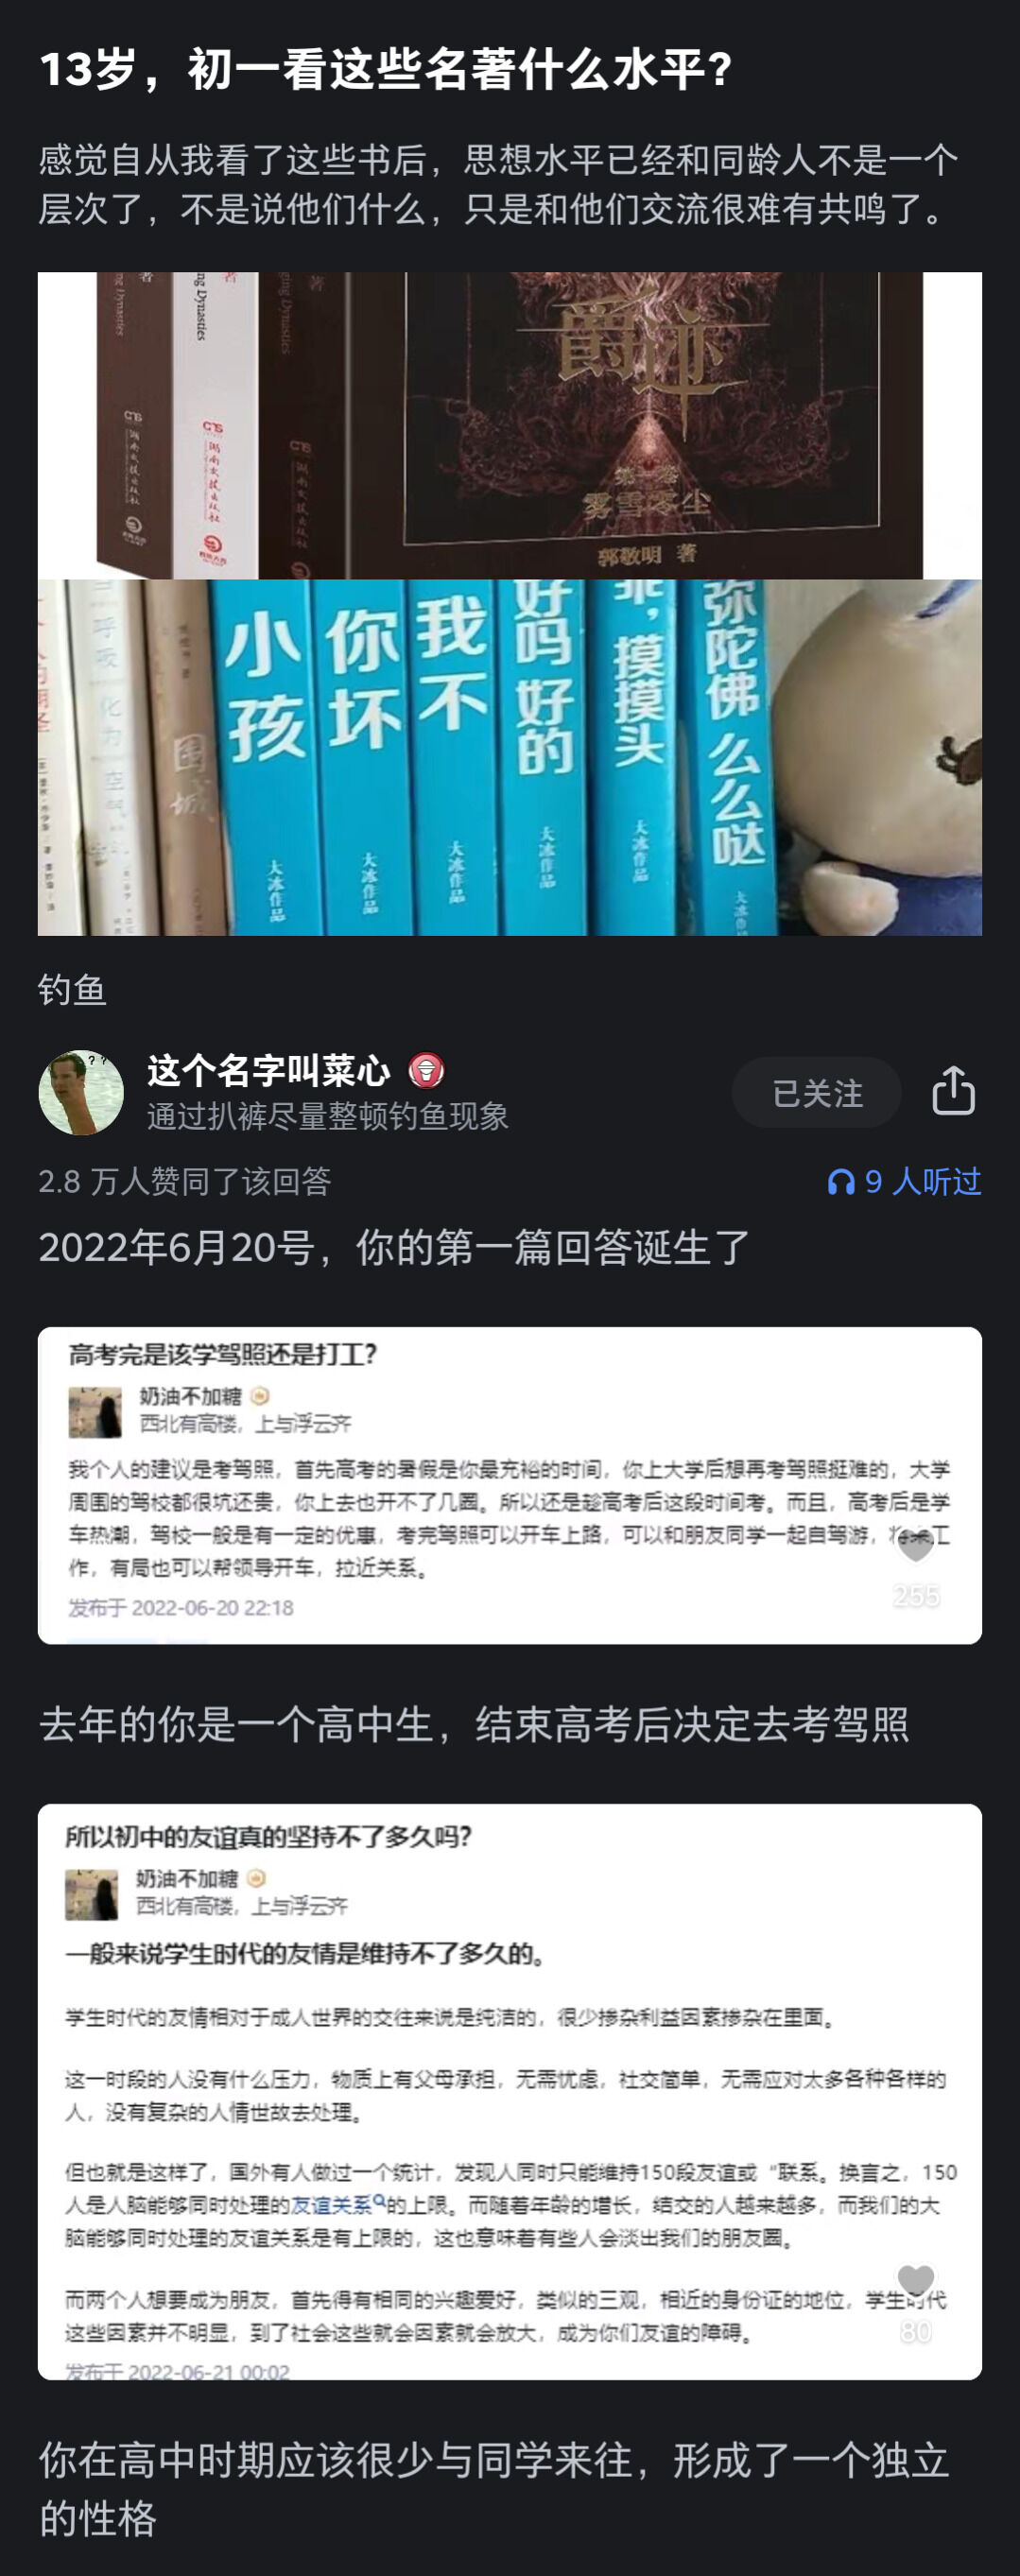 13岁，初一看这些名著什么水平？
感觉自从我看了这些书后，思想水平已经和同龄人不是一个
层次了，不是说他们什么，只是和他们交流很难有共鸣了。
爵迹
雾雪零尘
郭敬明 著
湖南文艺出版社
湖南文艺出版社
围城
小孩
大冰作品
你坏
大冰作品
我不
大冰作品
好吗好的
大冰作品
乖，摸摸头
大冰作品
弥陀佛么么哒
大冰作品
钓鱼
这个名字叫菜心
通过扒裤尽量整顿钓鱼现象
已关注
2.8 万人赞同了该回答
9 人听过
2022年6月20号，你的第一篇回答诞生了
高考完是该学驾照还是打工？
奶油不加糖
西北有高楼，上与浮云齐
我个人的建议是考驾照，首先高考的暑假是你最充裕的时间，你上大学后想再考驾照挺难的，大学
周围的驾校都很坑还贵，你上去也开不了几圈。所以还是趁高考后这段时间考。而且，高考后是学
车热潮，驾校一般是有一定的优惠，考完驾照可以开车上路，可以和朋友同学一起自驾游，将来工
作，有局也可以帮领导开车，拉近关系。
255
发布于 2022-06-20 22:18
去年的你是一个高中生，结束高考后决定去考驾照
所以初中的友谊真的坚持不了多久吗？
奶油不加糖
西北有高楼，上与浮云齐
一般来说学生时代的友情是维持不了多久的。
学生时代的友情相对于成人世界的交往来说是纯洁的，很少掺杂利益因素掺杂在里面。
这一时段的人没有什么压力，物质上有父母承担，无需忧虑，社交简单，无需应对太多各种各样的
人，没有复杂的人情世故去处理。
但也就是这样了，国外有人做过一个统计，发现人同时只能维持150段友谊或“联系。换言之，150
人是人脑能够同时处理的友谊关系的上限。而随着年龄的增长，结交的人越来越多，而我们的大
脑能够同时处理的友谊关系是有上限的，这也意味着有些人会淡出我们的朋友圈。
而两个人想要成为朋友，首先得有相同的兴趣爱好，类似的三观，相近的身份证的地位，学生时代
这些因素并不明显，到了社会这些就会因素就会放大，成为你们友谊的障碍。
80
发布于 2022-06-21 00:02
你在高中时期应该很少与同学来往，形成了一个独立
的性格